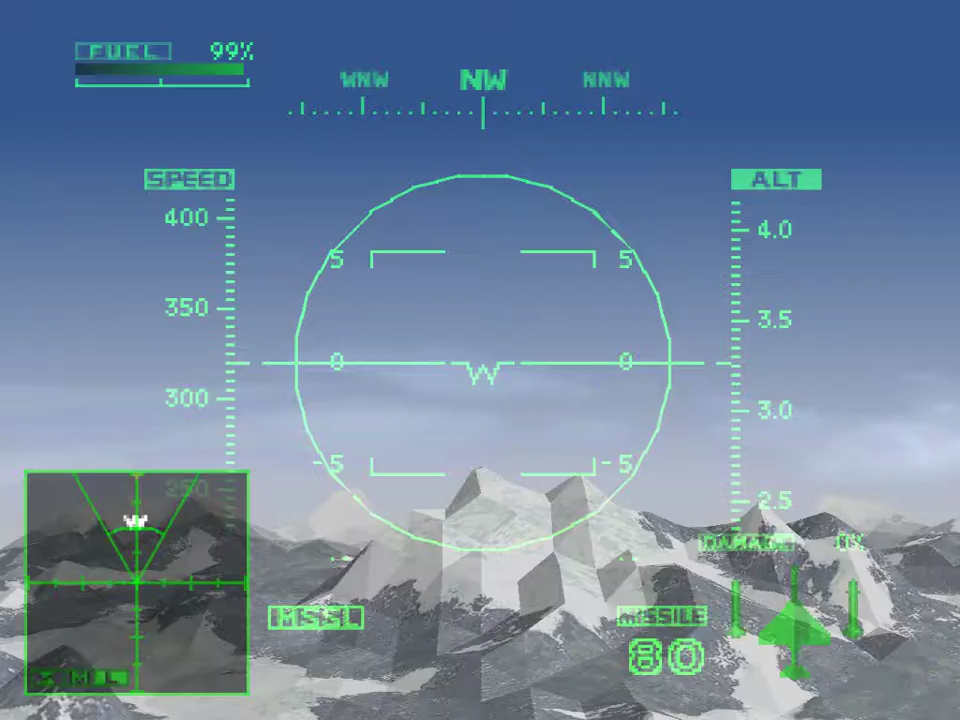 FUEL 99%
WNW NW NNW
SPEED ALT
400 4.0
5 5
350 3.5
0 0
300 3.0
-5 -5
250 2.5
DAMAGE
MISSILE
80